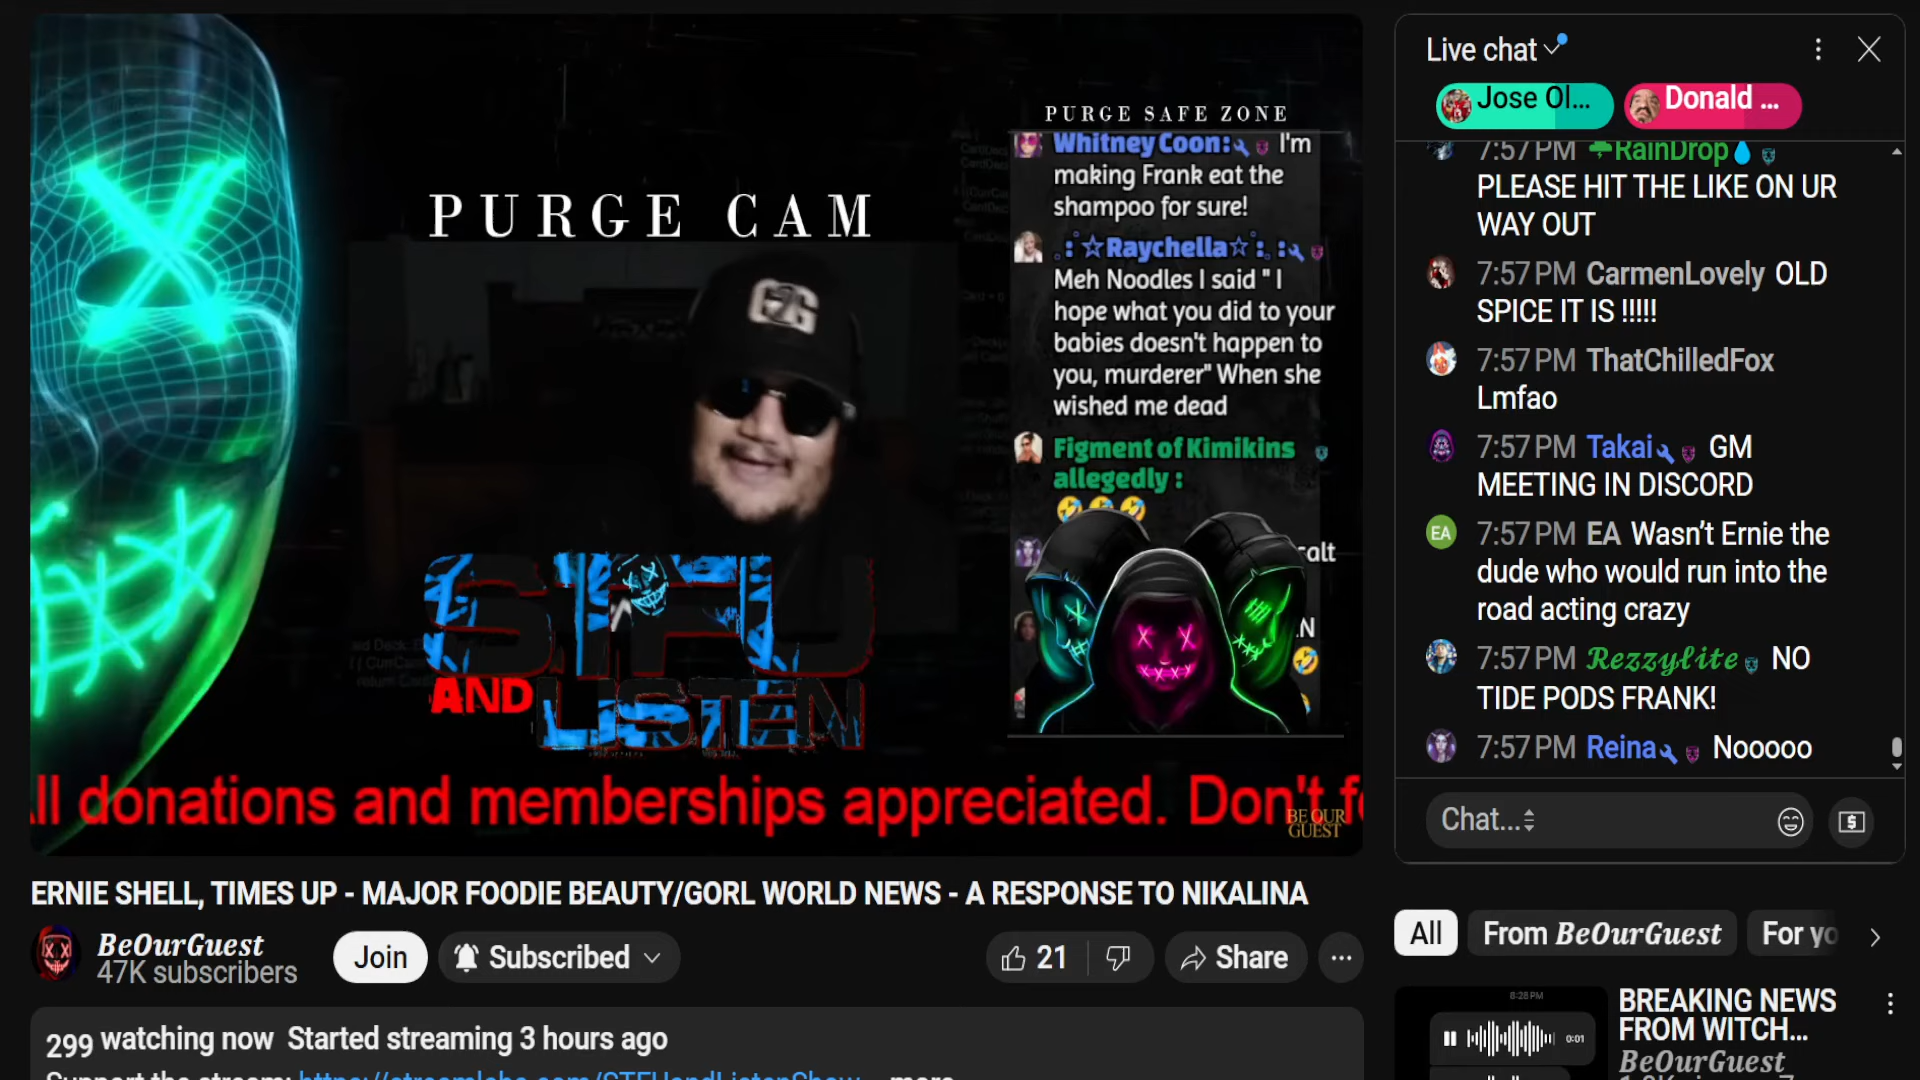 PURGE CAM
STFU
AND LISTEN
PURGE SAFE ZONE
Whitney Coon: I'm
making Frank eat the
shampoo for sure!
Raychella
Meh Noodles I said " I
hope what you did to your
babies doesn't happen to
you, murderer" When she
wished me dead
Figment of Kimikins
allegedly :
ll donations and memberships appreciated. Don't f
BE OUR
GUEST
ERNIE SHELL, TIMES UP - MAJOR FOODIE BEAUTY/GORL WORLD NEWS - A RESPONSE TO NIKALINA
BeOurGuest
47K subscribers
Join
Subscribed
21
Share
299 watching now Started streaming 3 hours ago
Live chat
Jose Ol...
Donald ...
7:57 PM RainDrop
PLEASE HIT THE LIKE ON UR
WAY OUT
7:57 PM CarmenLovely OLD
SPICE IT IS !!!!!
7:57 PM ThatChilledFox
Lmfao
7:57 PM Takai GM
MEETING IN DISCORD
EA 7:57 PM EA Wasn't Ernie the
dude who would run into the
road acting crazy
7:57 PM Rezzylite NO
TIDE PODS FRANK!
7:57 PM Reina Nooooo
Chat...
All
From BeOurGuest
For yo
8:28 PM
0:01
BREAKING NEWS
FROM WITCH...
BeOurGuest